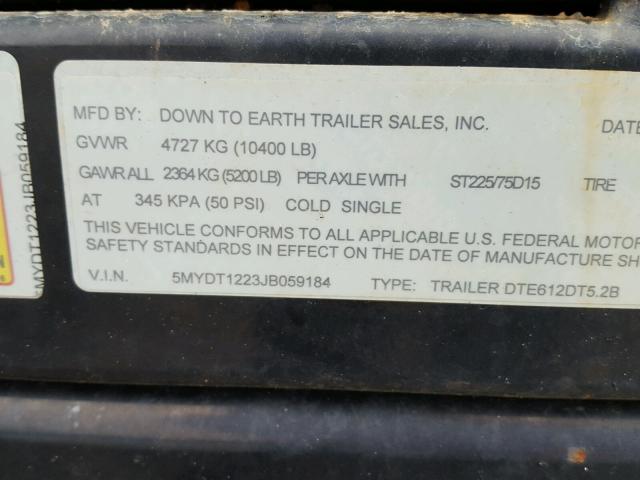 MFD BY: DOWN TO EARTH TRAILER SALES, INC. DATE
GVWR 4727 KG (10400 LB)
GAWR ALL 2364 KG (5200 LB) PER AXLE WITH ST225/75D15 TIRE
AT 345 KPA (50 PSI) COLD SINGLE
THIS VEHICLE CONFORMS TO ALL APPLICABLE U.S. FEDERAL MOTOR
SAFETY STANDARDS IN EFFECT ON THE DATE OF MANUFACTURE SH
V.I.N. 5MYDT1223JB059184 TYPE: TRAILER DTE612DT5.2B
5MYDT1223JB059184